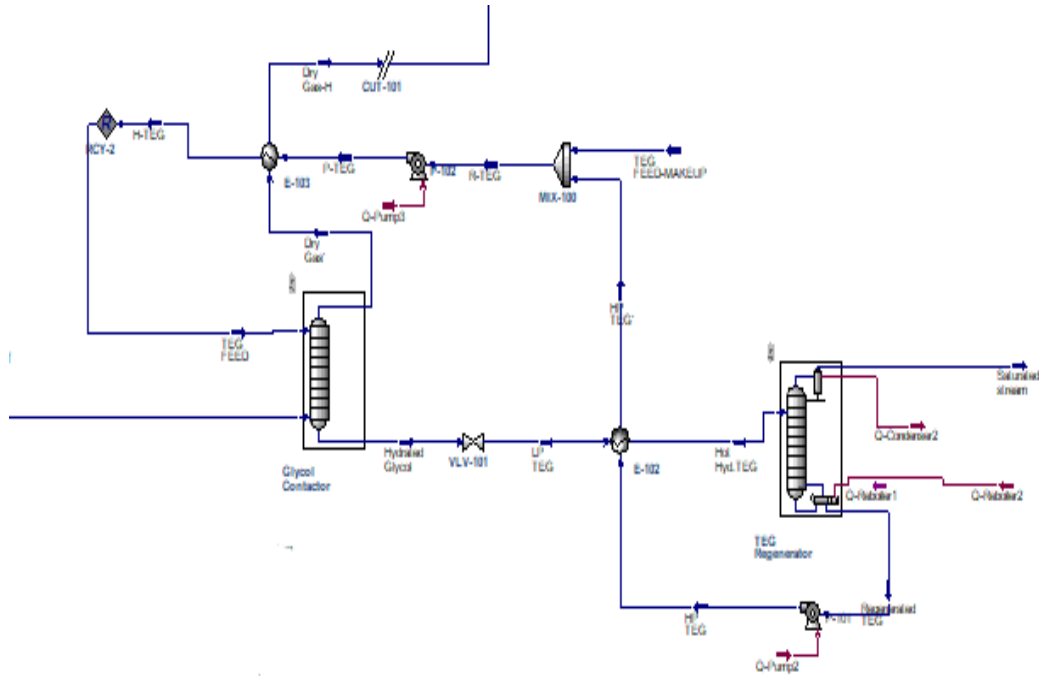 Dry
Gas-H
CUT-101
H-TEG
RCY-2
E-103
P-TEG
P-102
R-TEG
TEG
FEED-MAKEUP
MIX-100
Q-Pump3
Dry
Gas'
HP
TEG'
TEG
FEED
Saturated
stream
Hydrated
Glycol
VLV-101
LP
TEG
E-102
Hot
Hyd.TEG
Q-Condenser2
Q-Reboiler1
Q-Reboiler2
Glycol
Contactor
TEG
Regenerator
HP
TEG
P-101
Regenerated
TEG
Q-Pump2